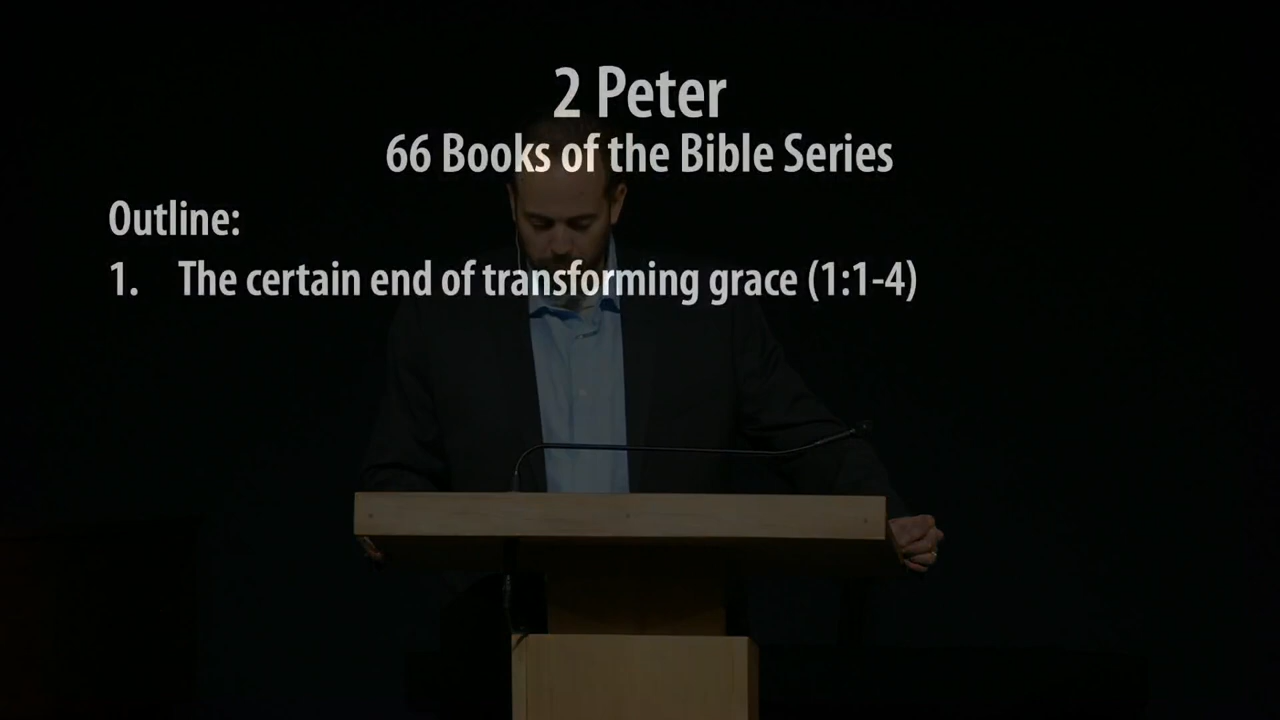 2 Peter
66 Books of the Bible Series
Outline:
1. The certain end of transforming grace (1:1-4)